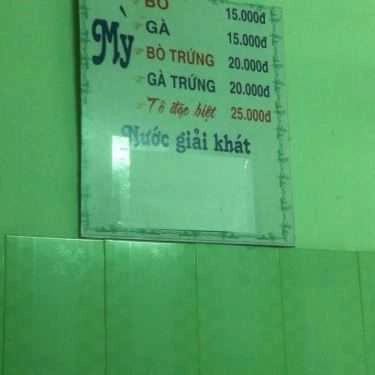 BÒ 15.000đ
GÀ 15.000đ
Mỳ
BÒ TRỨNG 20.000đ
GÀ TRỨNG 20.000đ
Tô đặc biệt 25.000đ
Nước giải khát